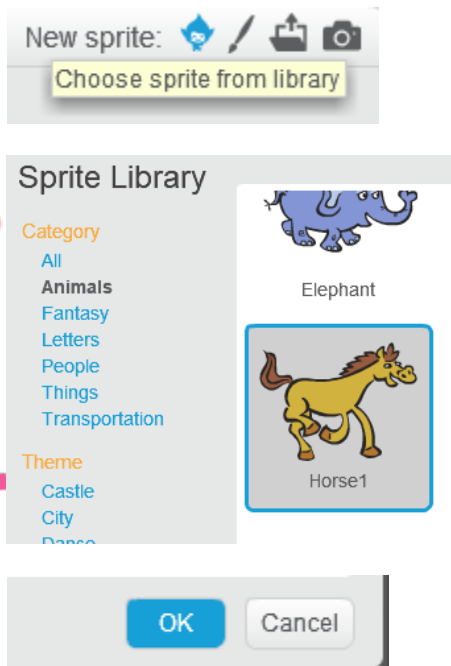 New sprite:
Choose sprite from library
Sprite Library
Category
All
Animals
Fantasy
Letters
People
Things
Transportation
Theme
Castle
City
Dance
Elephant
Horse1
OK
Cancel